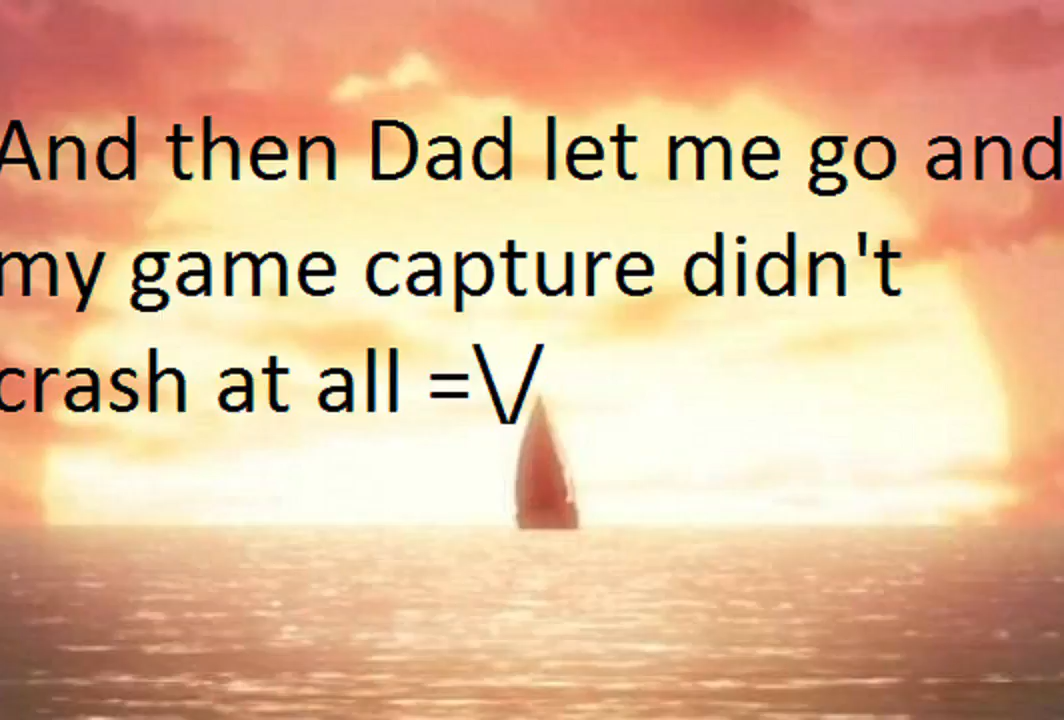 And then Dad let me go and
my game capture didn't
crash at all =\/